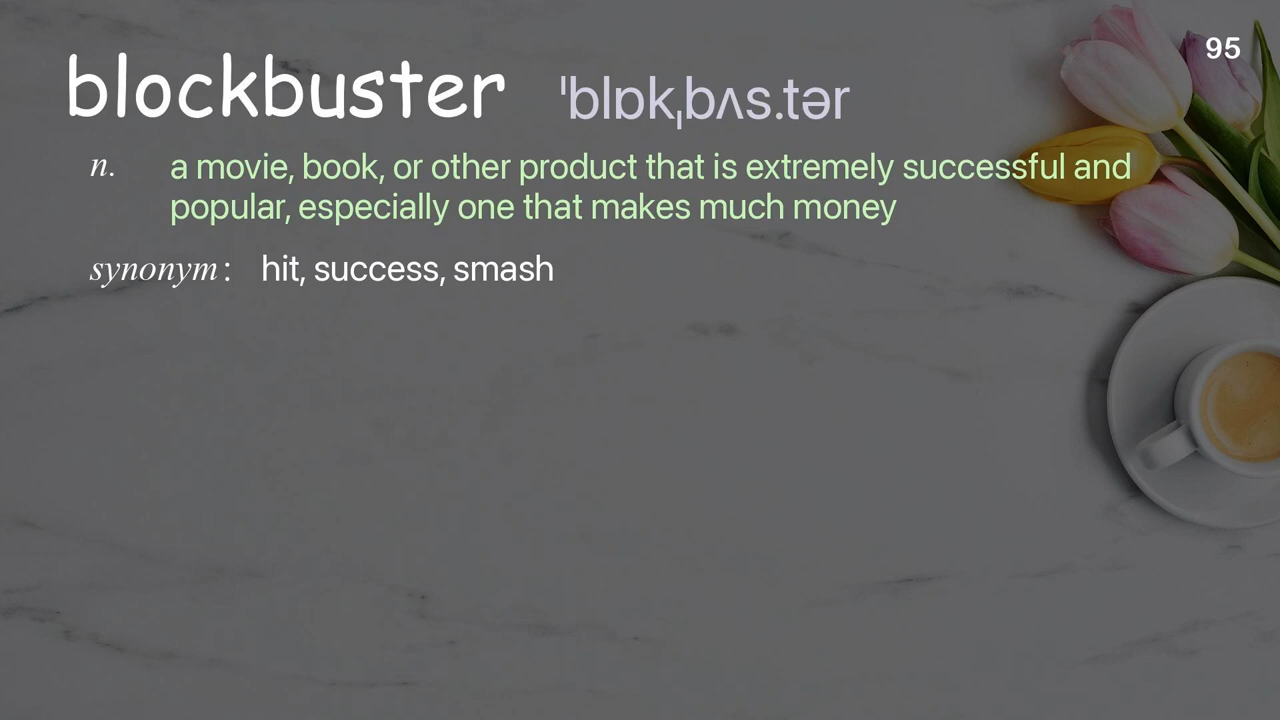 95
blockbuster ˈblɒkˌbʌs.tər
n. a movie, book, or other product that is extremely successful and
popular, especially one that makes much money
synonym: hit, success, smash